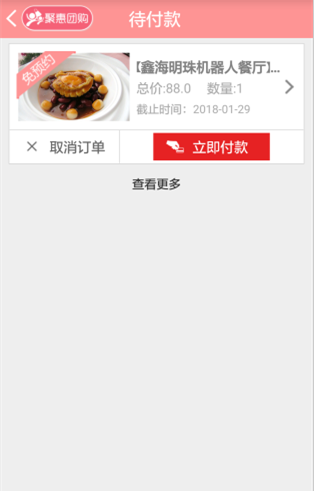 聚惠团购
待付款
免预约
【鑫海明珠机器人餐厅】...
总价:88.0 数量:1
截止时间：2018-01-29
取消订单
立即付款
查看更多